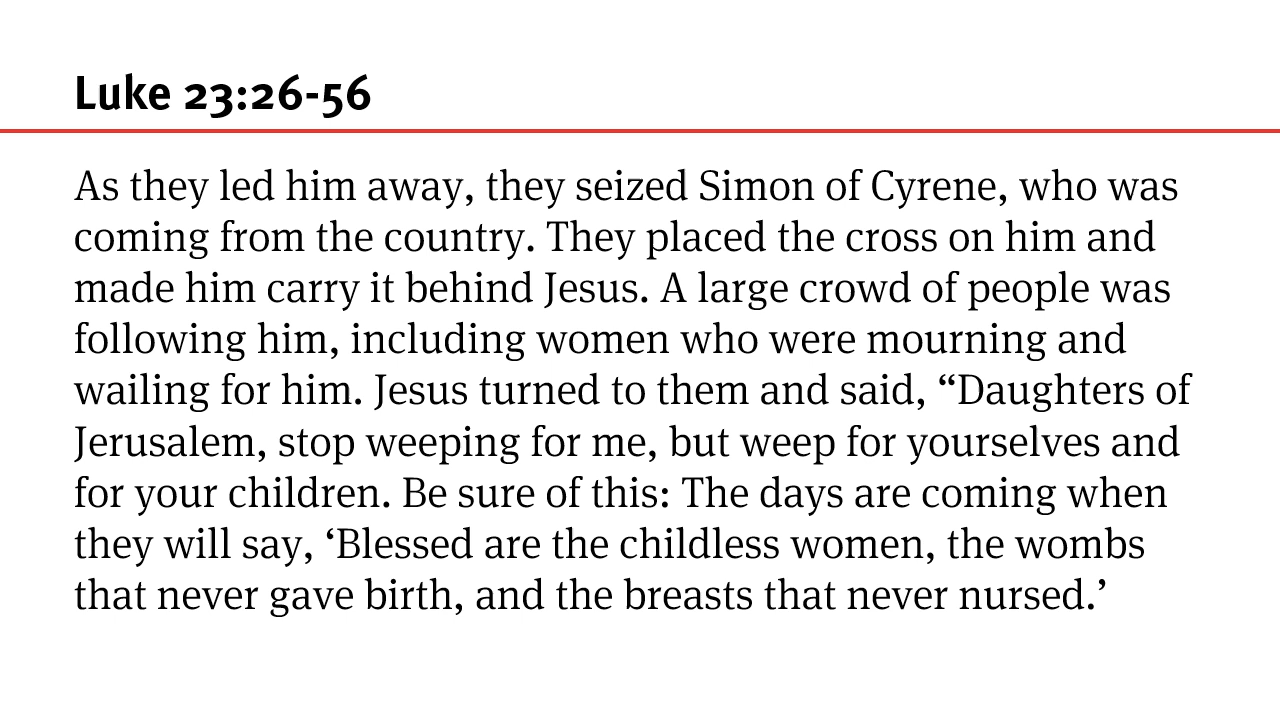 Luke 23:26-56
As they led him away, they seized Simon of Cyrene, who was
coming from the country. They placed the cross on him and
made him carry it behind Jesus. A large crowd of people was
following him, including women who were mourning and
wailing for him. Jesus turned to them and said, “Daughters of
Jerusalem, stop weeping for me, but weep for yourselves and
for your children. Be sure of this: The days are coming when
they will say, ‘Blessed are the childless women, the wombs
that never gave birth, and the breasts that never nursed.’